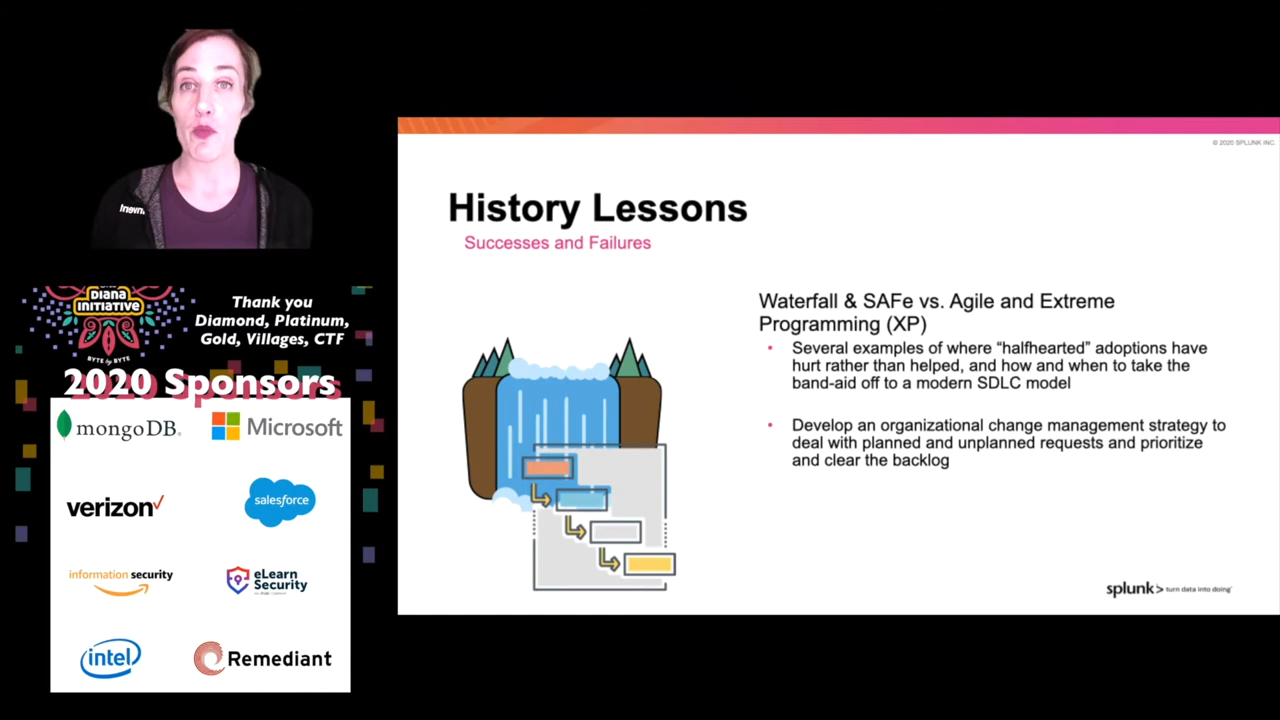 DIANA
INITIATIVE
BYTE by BYTE
Thank you
Diamond, Platinum,
Gold, Villages, CTF
2020 Sponsors
mongoDB.
Microsoft
verizon
salesforce
information security
eLearn
Security
intel
Remediant
© 2020 SPLUNK INC.
History Lessons
Successes and Failures
Waterfall & SAFe vs. Agile and Extreme
Programming (XP)
• Several examples of where “halfhearted” adoptions have
hurt rather than helped, and how and when to take the
band-aid off to a modern SDLC model
• Develop an organizational change management strategy to
deal with planned and unplanned requests and prioritize
and clear the backlog
splunk> turn data into doing